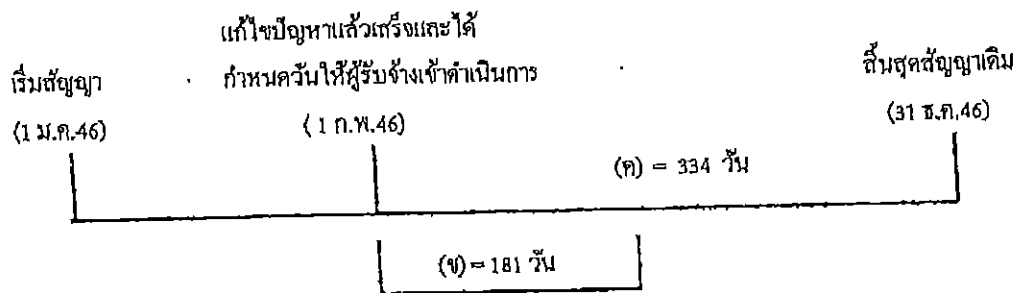 แก้ไขปัญหาแล้วเสร็จและได้
เริ่มสัญญา กำหนดวันให้ผู้รับจ้างเข้าดำเนินการ สิ้นสุดสัญญาเดิม
(1 ม.ค.46) (1 ก.พ.46) (31 ธ.ค.46)
(ค) = 334 วัน
(ข) = 181 วัน